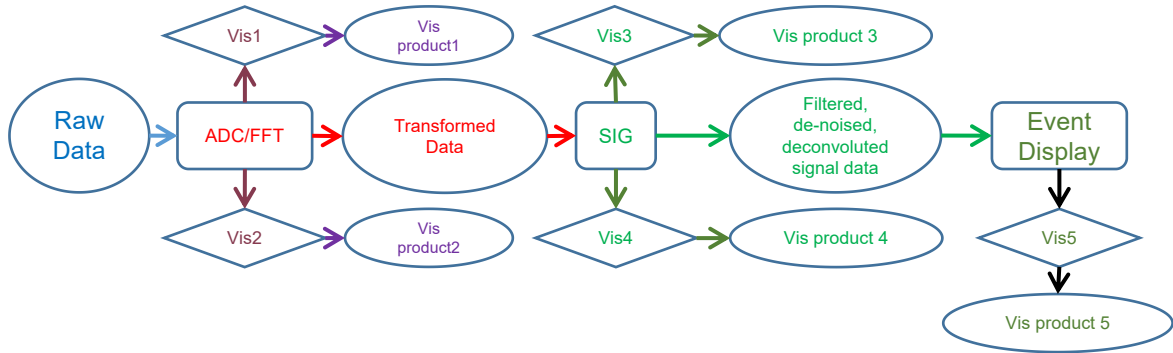 Vis1
Vis
product1
Vis3
Vis product 3
Raw
Data
ADC/FFT
Transformed
Data
SIG
Filtered,
de-noised,
deconvoluted
signal data
Event
Display
Vis2
Vis
product2
Vis4
Vis product 4
Vis5
Vis product 5